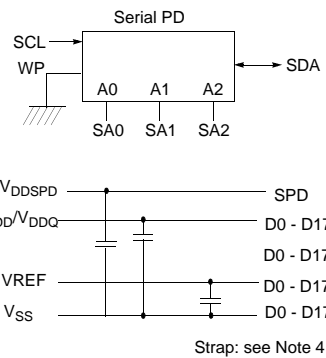 Serial PD
SCL
WP
SDA
A0 A1 A2
SA0 SA1 SA2
VDDSPD SPD
DD/VDDQ D0 - D17
D0 - D17
VREF D0 - D17
VSS D0 - D17
Strap: see Note 4